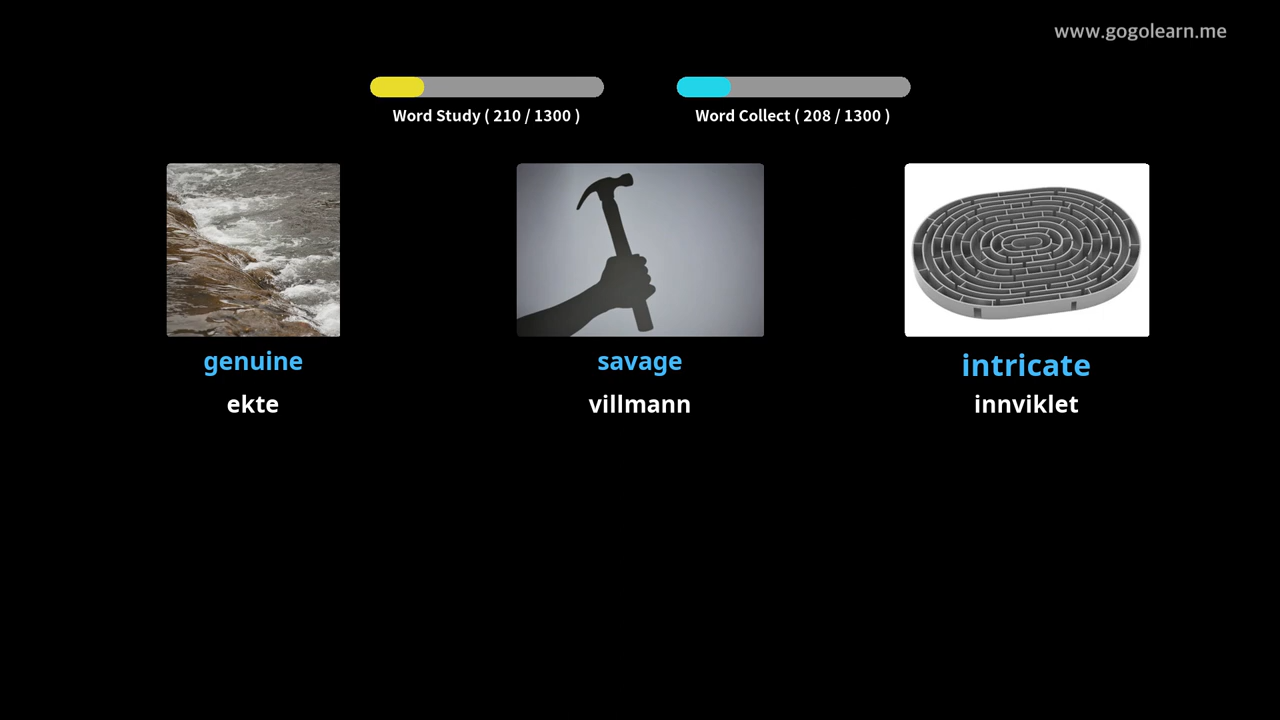 www.gogolearn.me
Word Study ( 210 / 1300 )
Word Collect ( 208 / 1300 )
genuine
savage
intricate
ekte
villmann
innviklet